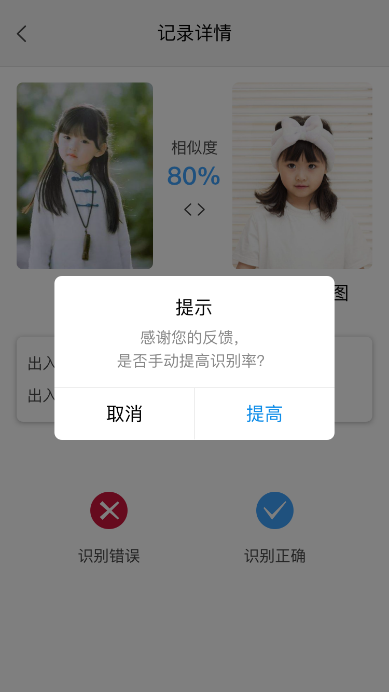 记录详情
相似度
80%
图
提示
感谢您的反馈，
是否手动提高识别率？
出入
出入
取消
提高
识别错误
识别正确